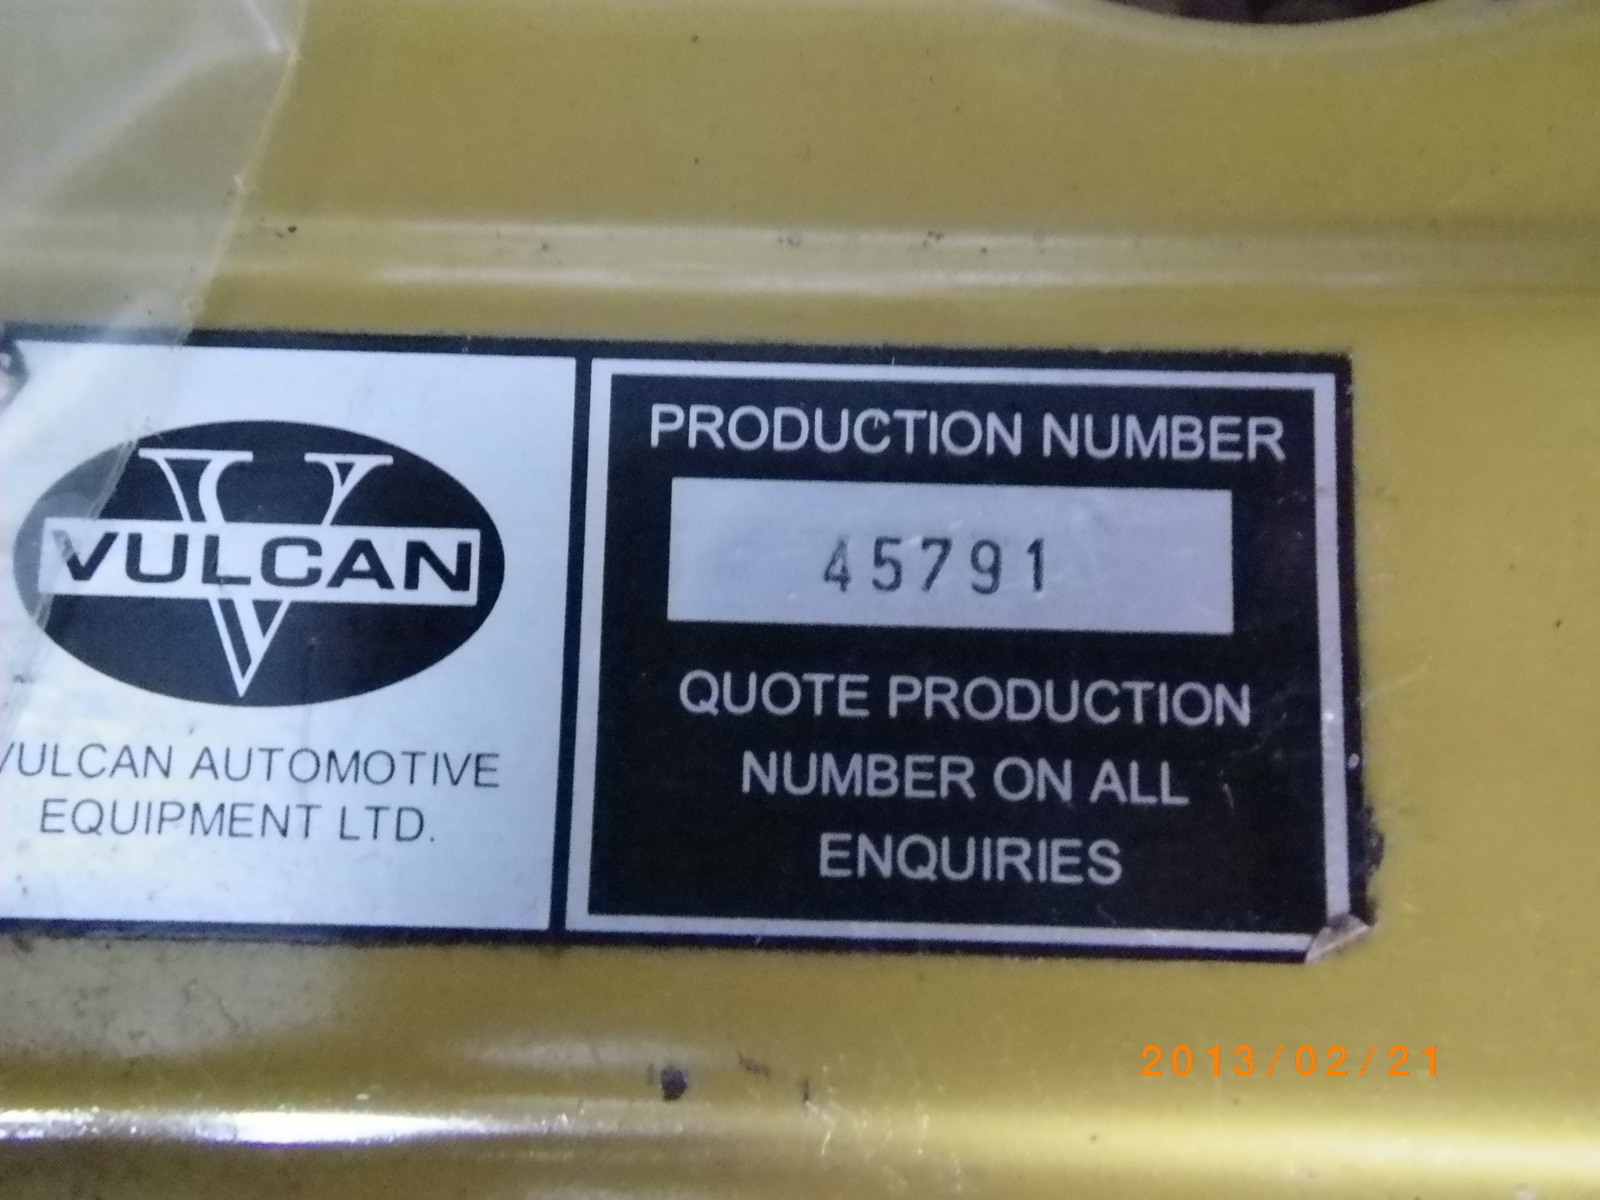 V
VULCAN
VULCAN AUTOMOTIVE
EQUIPMENT LTD.
PRODUCTION NUMBER
45791
QUOTE PRODUCTION
NUMBER ON ALL
ENQUIRIES
2013/02/21